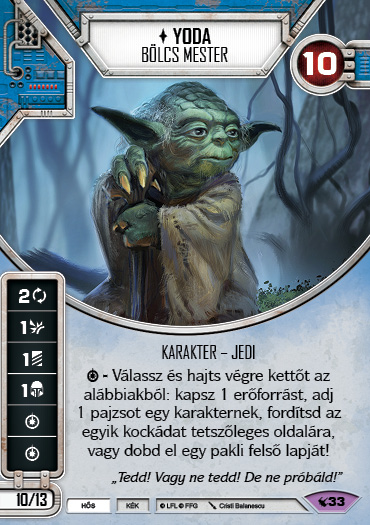 YODA
BÖLCS MESTER
10
2
1
1
1
KARAKTER – JEDI
- Válassz és hajts végre kettőt az
alábbiakból: kapsz 1 erőforrást, adj
1 pajzsot egy karakternek, fordítsd az
egyik kockádat tetszőleges oldalára,
vagy dobd el egy pakli felső lapját!
„Tedd! Vagy ne tedd! De ne próbáld!”
10/13
HŐS
KÉK
© LFL © FFG
Cristi Balanescu
33